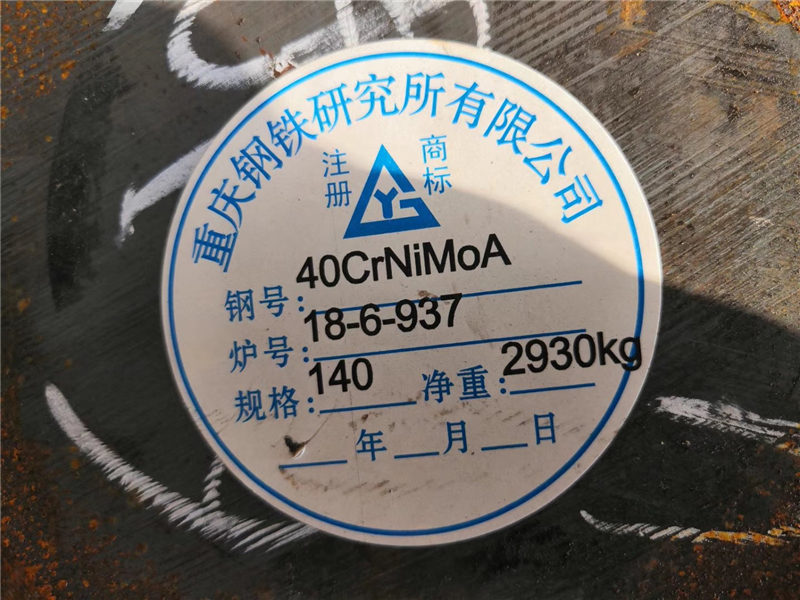 重庆钢铁研究所有限公司
注册 商标
YG
钢号: 40CrNiMoA
炉号: 18-6-937
规格: 140 净重: 2930kg
年 月 日